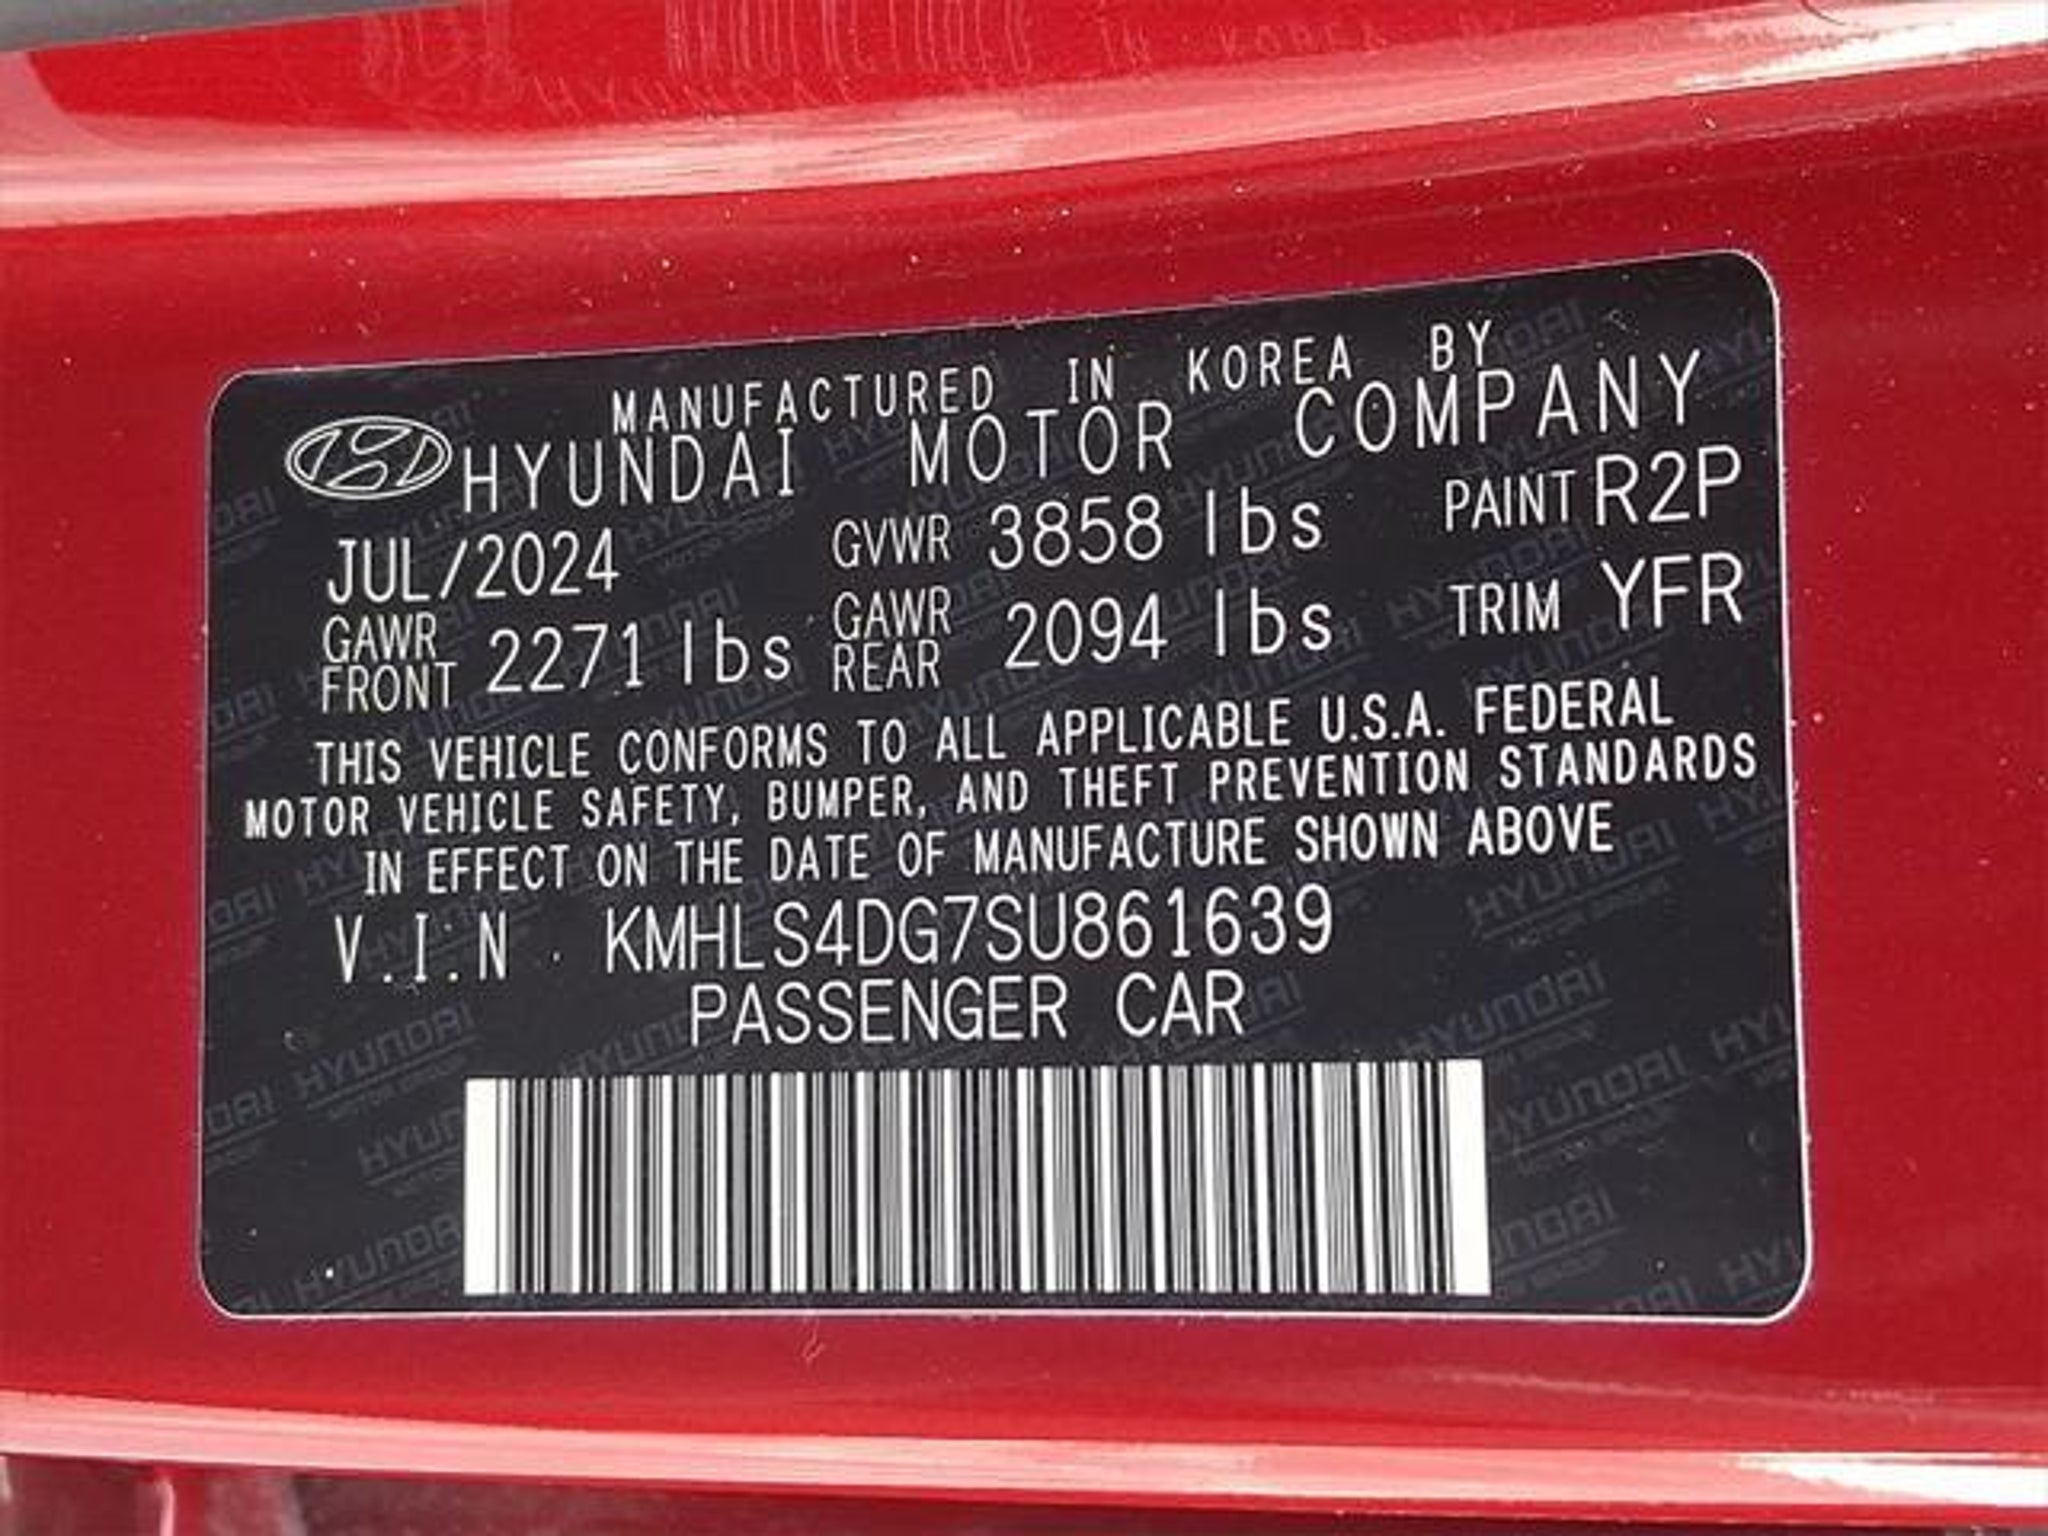 MANUFACTURED IN KOREA BY
HYUNDAI MOTOR COMPANY
JUL/2024 GVWR 3858 lbs PAINT R2P
GAWR FRONT 2271 lbs GAWR REAR 2094 lbs TRIM YFR
THIS VEHICLE CONFORMS TO ALL APPLICABLE U.S.A. FEDERAL
MOTOR VEHICLE SAFETY, BUMPER, AND THEFT PREVENTION STANDARDS
IN EFFECT ON THE DATE OF MANUFACTURE SHOWN ABOVE
V.I.N. KMHLS4DG7SU861639
PASSENGER CAR